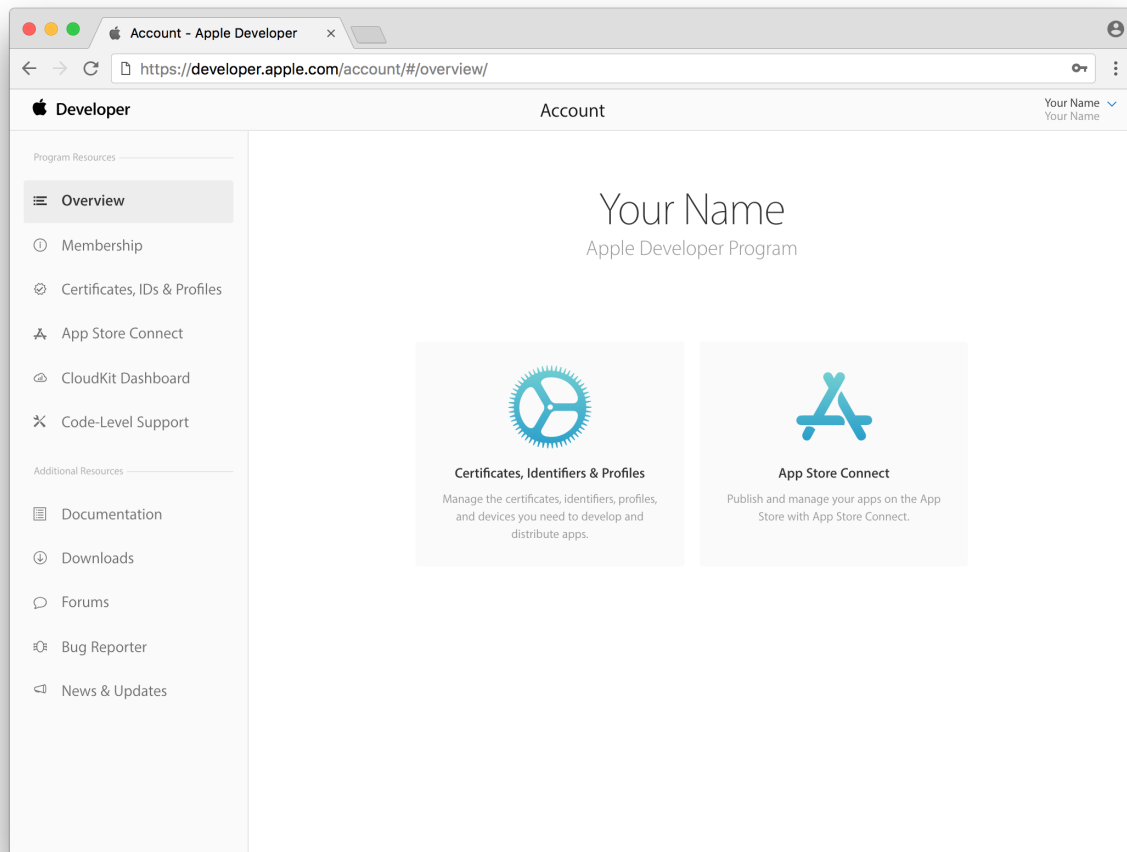 Account - Apple Developer
https://developer.apple.com/account/#/overview/
Developer
Account
Your Name
Your Name
Program Resources
Overview
Membership
Certificates, IDs & Profiles
App Store Connect
CloudKit Dashboard
Code-Level Support
Additional Resources
Documentation
Downloads
Forums
Bug Reporter
News & Updates
Your Name
Apple Developer Program
Certificates, Identifiers & Profiles
Manage the certificates, identifiers, profiles,
and devices you need to develop and
distribute apps.
App Store Connect
Publish and manage your apps on the App
Store with App Store Connect.